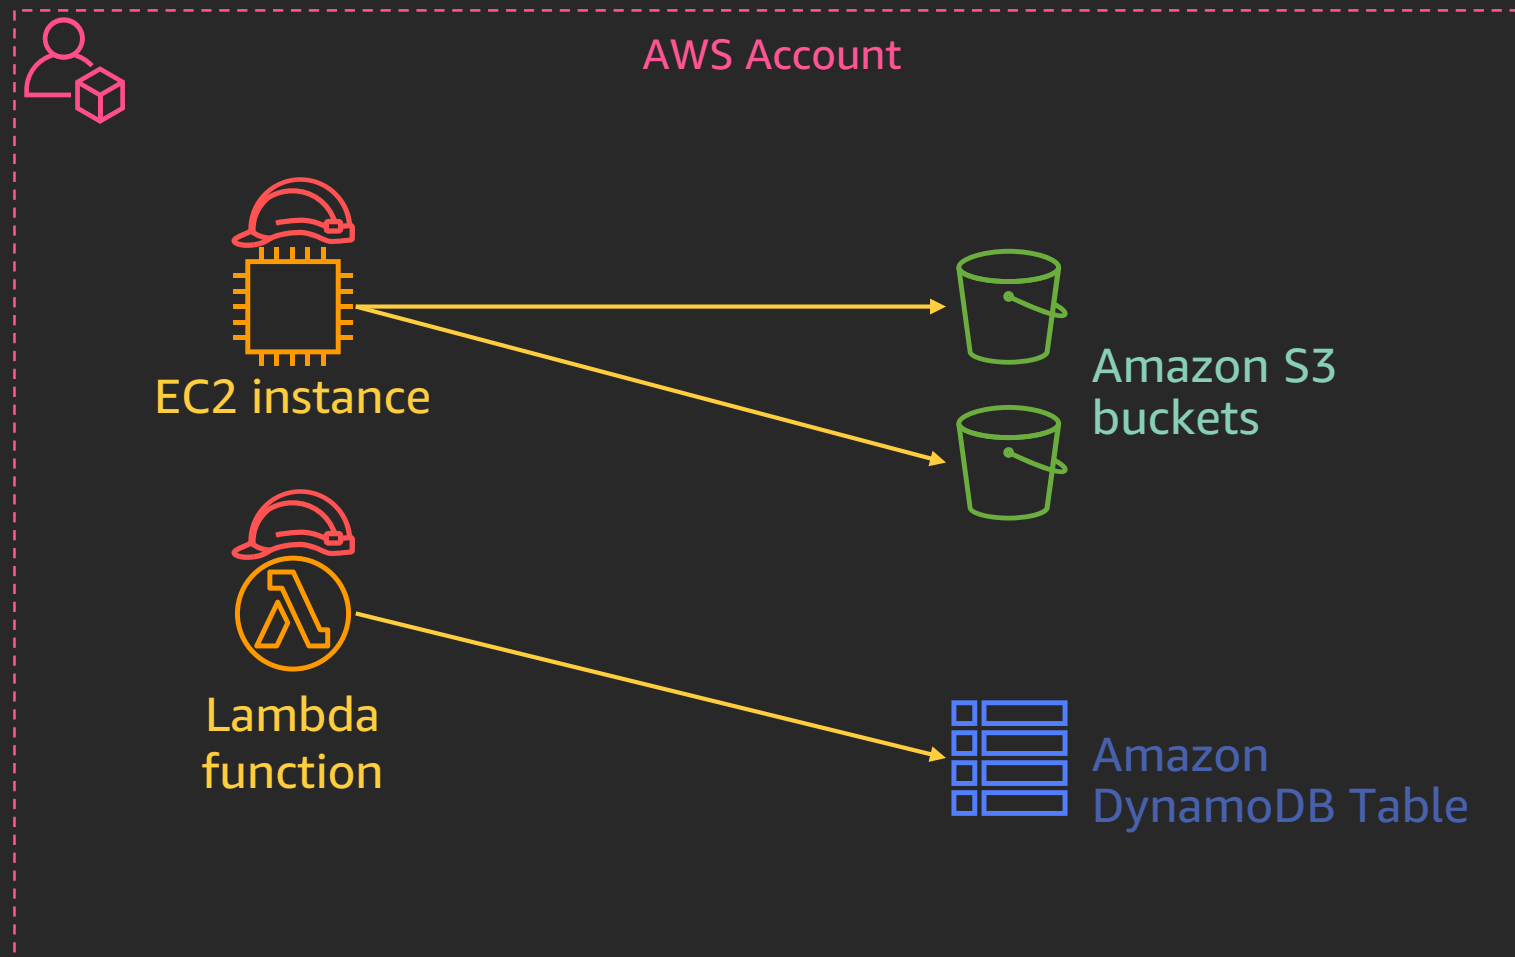 AWS Account
EC2 instance
Amazon S3
buckets
Lambda
function
Amazon
DynamoDB Table